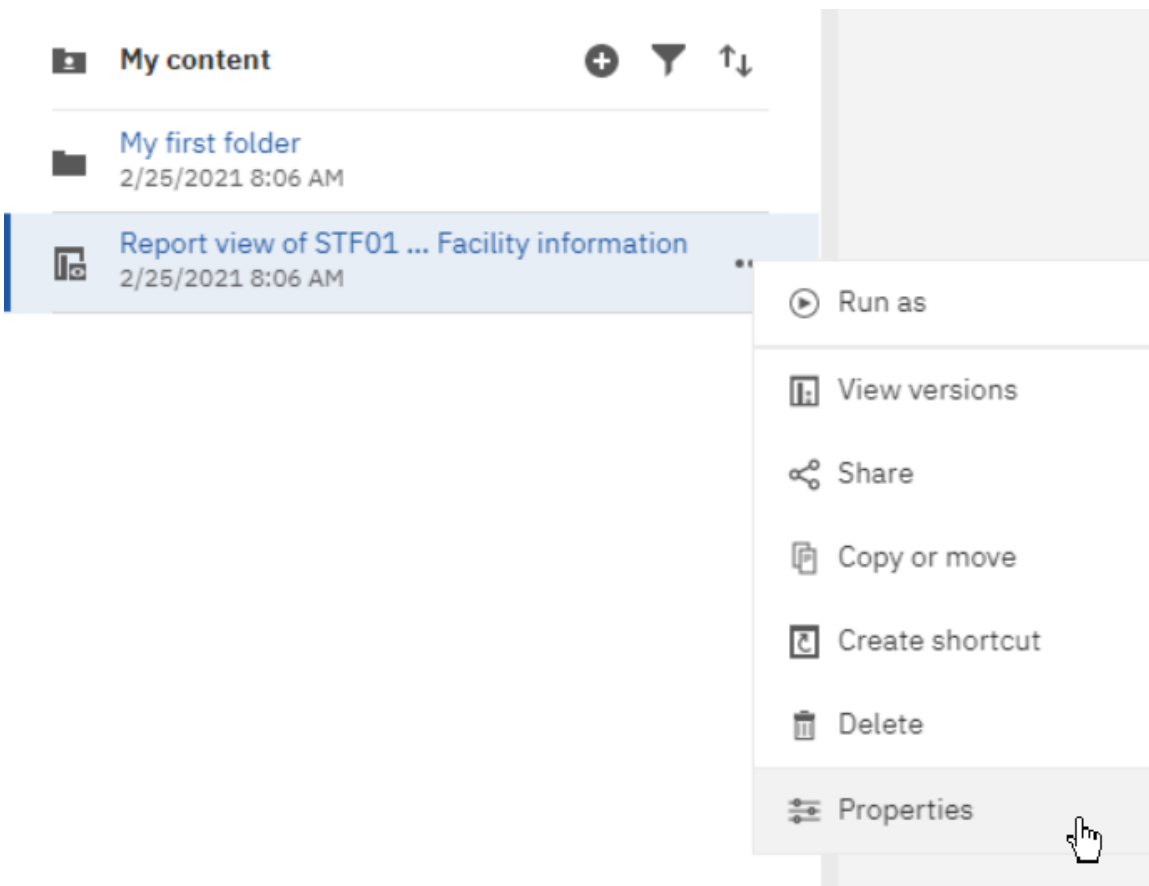 My content
My first folder
2/25/2021 8:06 AM
Report view of STF01 ... Facility information
2/25/2021 8:06 AM
Run as
View versions
Share
Copy or move
Create shortcut
Delete
Properties